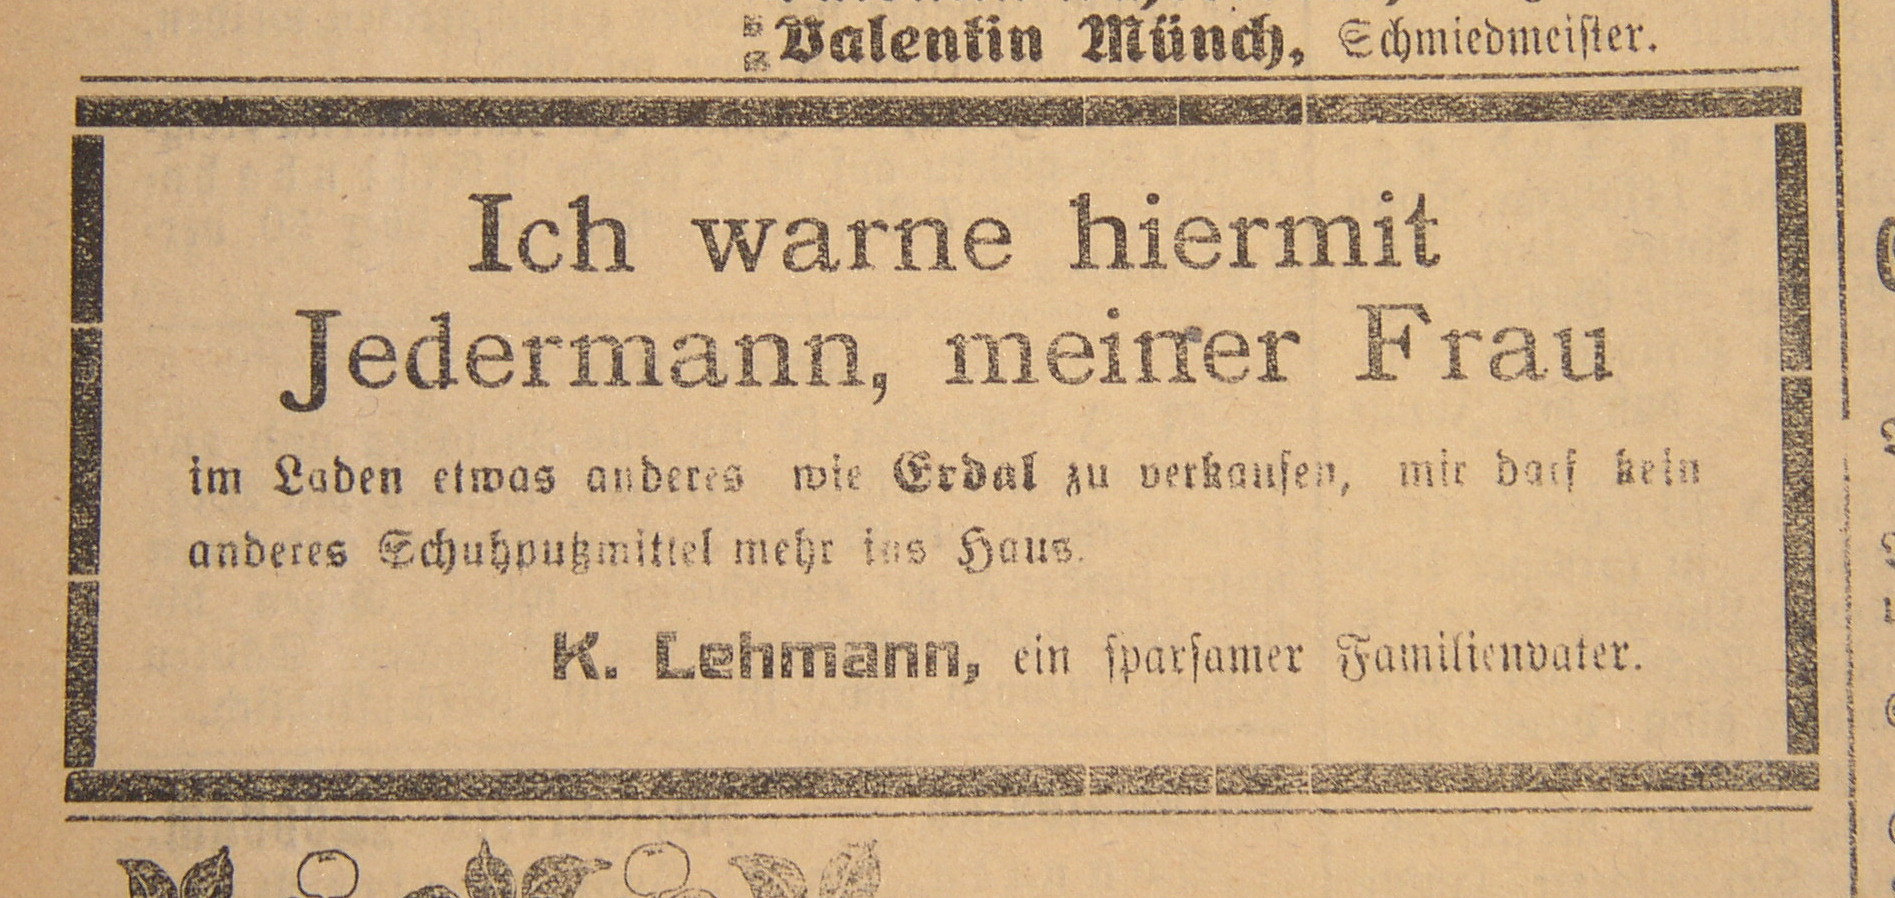 Valentin Münch, Schmiedmeister.
Ich warne hiermit
Jedermann, meiner Frau
im Laden etwas anderes wie Erdal zu verkaufen, mir darf kein
anderes Schuhputzmittel mehr ins Haus.
K. Lehmann, ein sparsamer Familienvater.